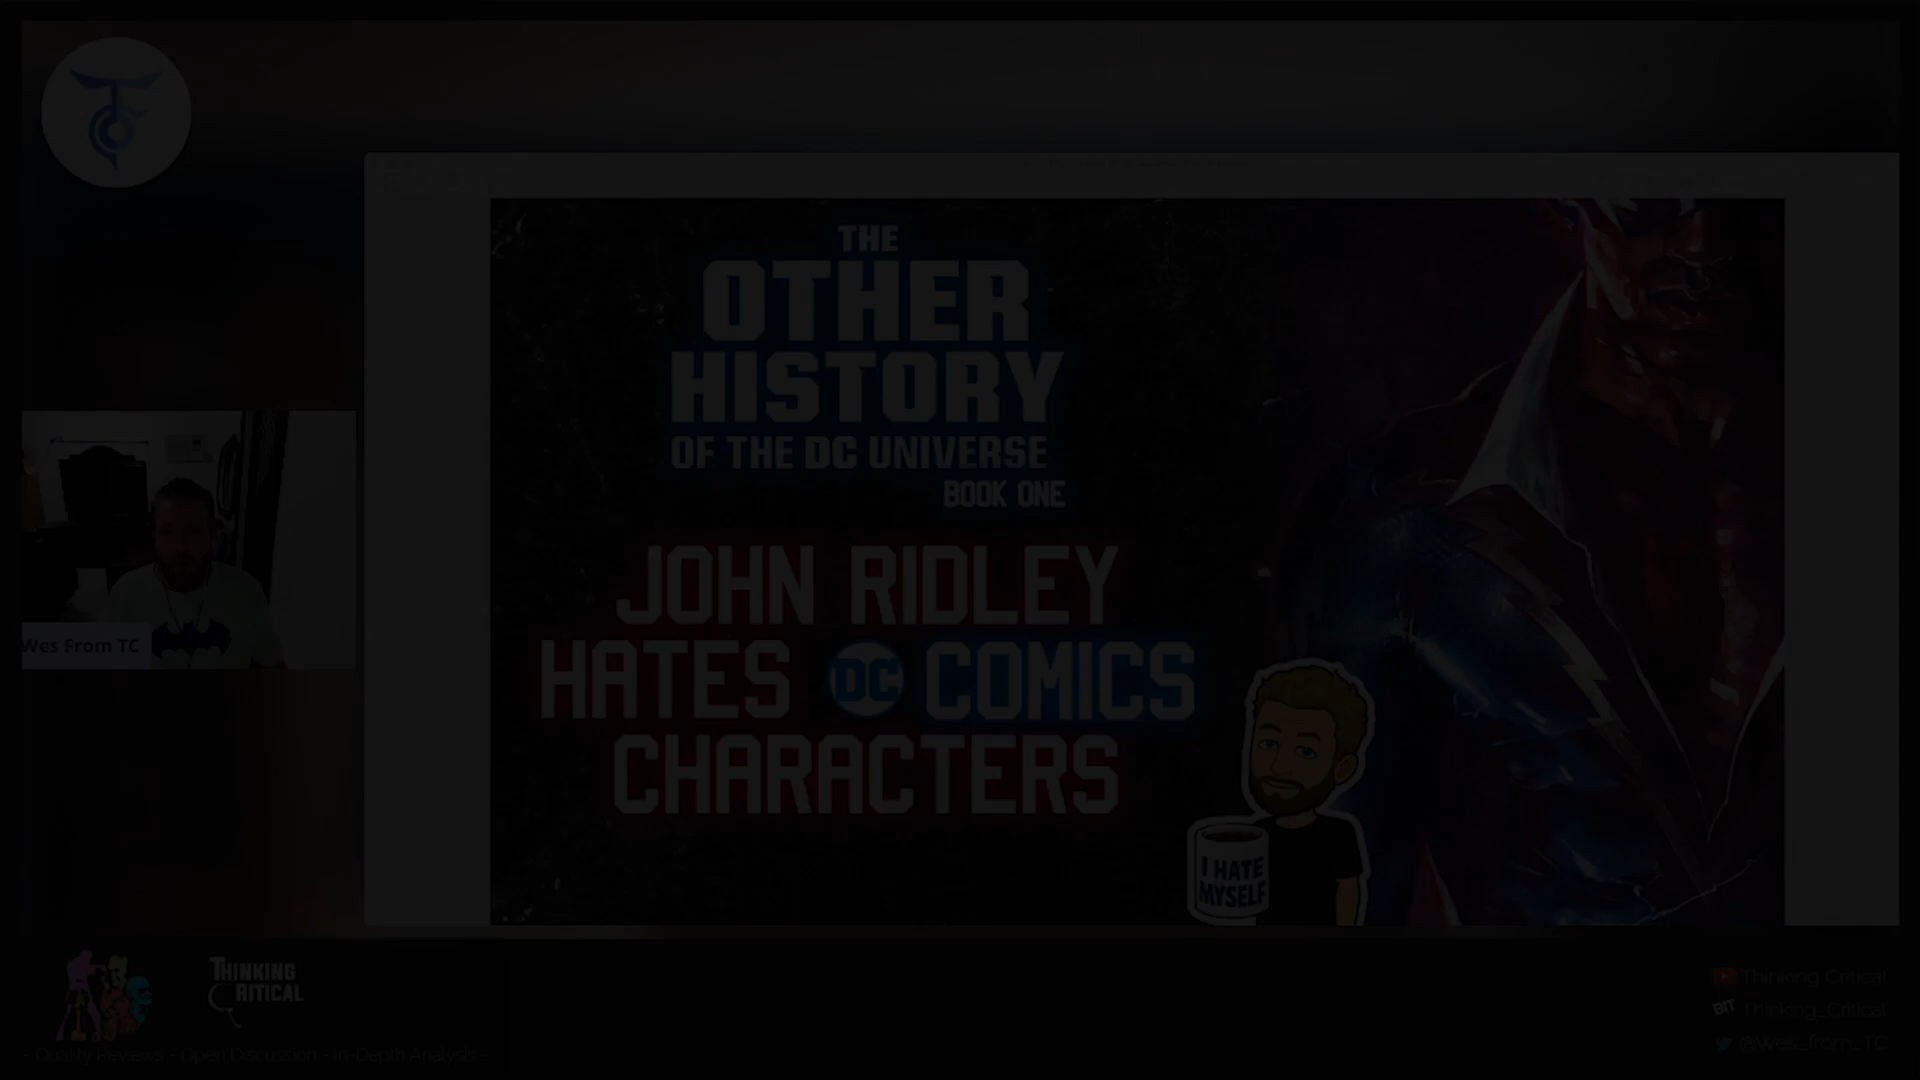 THE
OTHER
HISTORY
OF THE DC UNIVERSE
BOOK ONE
JOHN RIDLEY
HATES DC COMICS
CHARACTERS
I HATE
MYSELF
Wes From TC
THINKING
CRITICAL
- Quality Reviews - Open Discussion - In-Depth Analysis -
Thinking Critical
BIT Thinking_Critical
@Wes_from_TC